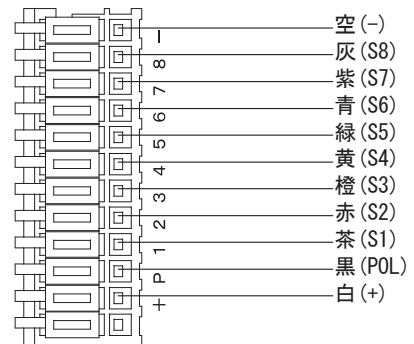 空(-)
灰(S8)
紫(S7)
青(S6)
緑(S5)
黄(S4)
橙(S3)
赤(S2)
茶(S1)
黒(POL)
白(+)
－
8
7
6
5
4
3
2
1
P
+